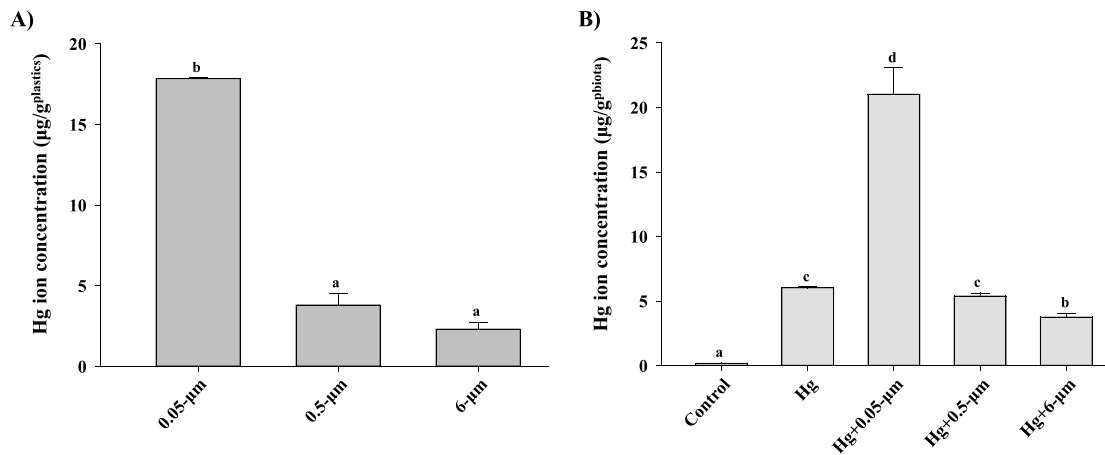 A)
Hg ion concentration (μg/gplastics)
20
15
10
5
0
b
a
a
0.05-μm
0.5-μm
6-μm
B)
Hg ion concentration (μg/gpbiota)
25
20
15
10
5
0
a
c
d
c
b
Control
Hg
Hg+0.05-μm
Hg+0.5-μm
Hg+6-μm